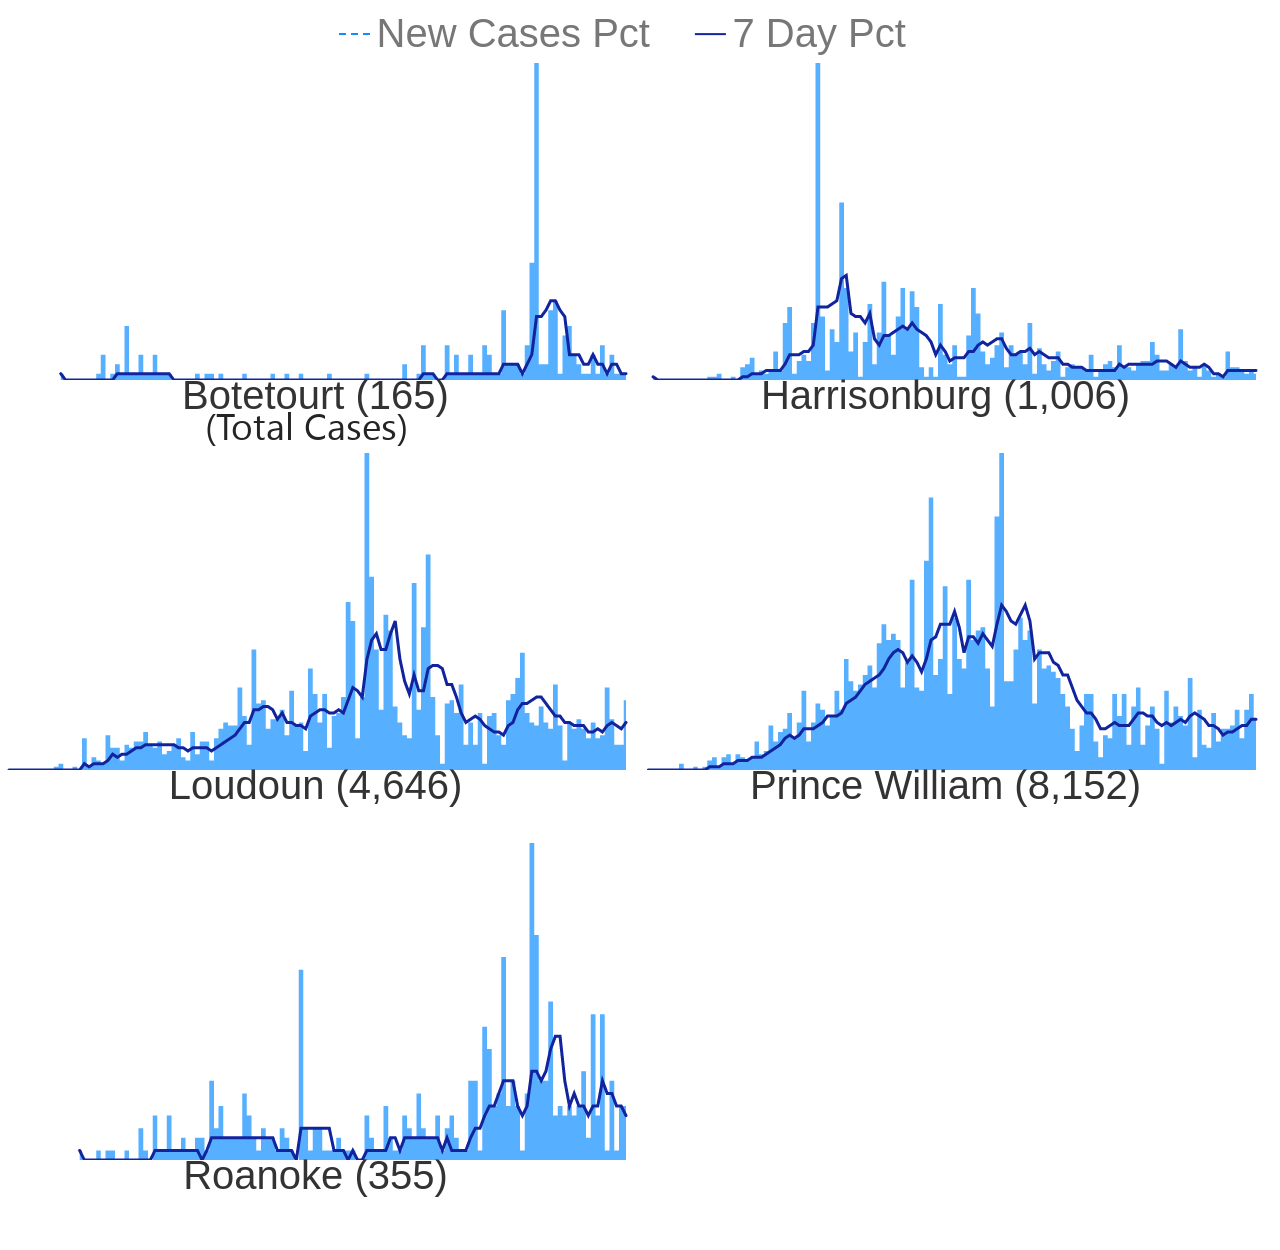 New Cases Pct 7 Day Pct
Botetourt (165) Harrisonburg (1,006)
(Total Cases)
Loudoun (4,646) Prince William (8,152)
Roanoke (355)